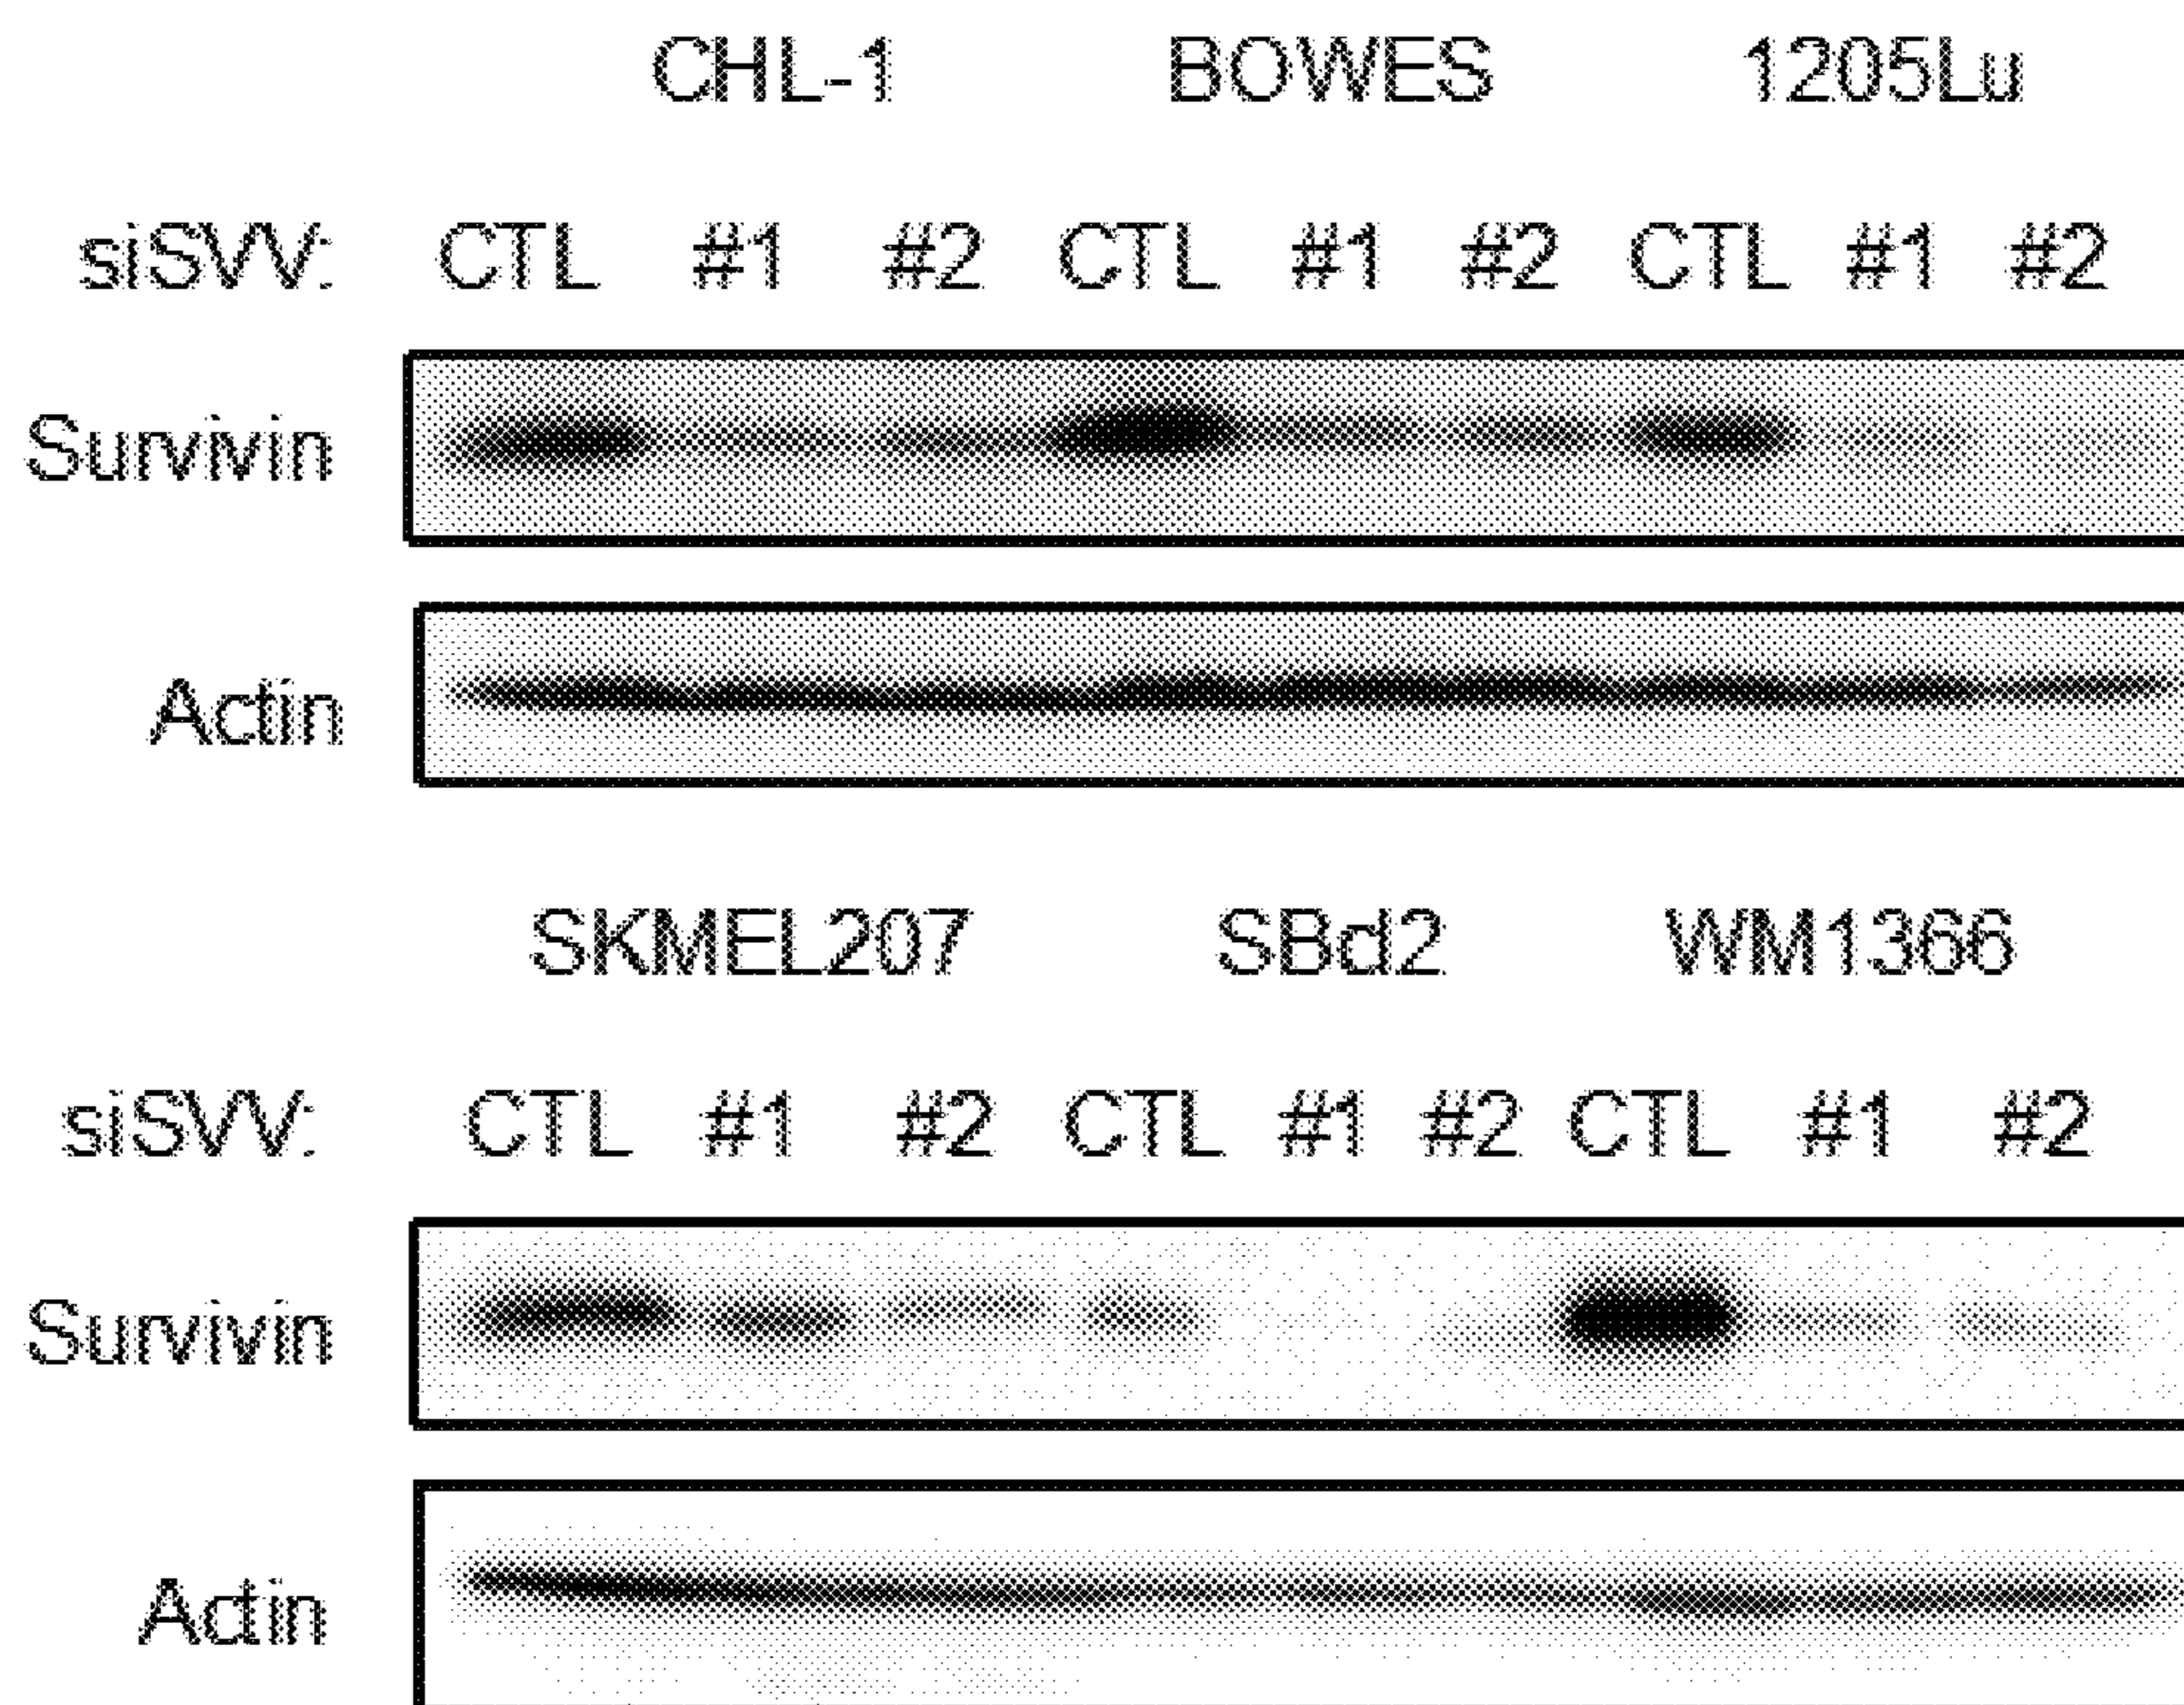 CHL-1 BOWES 1205Lu
siSVV: CTL #1 #2 CTL #1 #2 CTL #1 #2
Survivin
Actin
SKMEL207 SBcl2 WM1366
siSVV: CTL #1 #2 CTL #1 #2 CTL #1 #2
Survivin
Actin